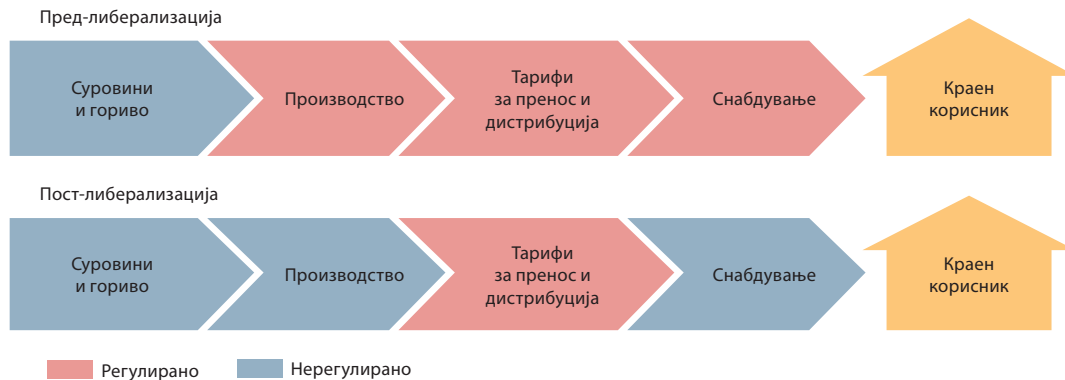 Пред-либерализација
Суровини
и гориво
Производство
Тарифи
за пренос и
дистрибуција
Снабдување
Краен
корисник
Пост-либерализација
Суровини
и гориво
Производство
Тарифи
за пренос и
дистрибуција
Снабдување
Краен
корисник
Регулирано
Нерегулирано